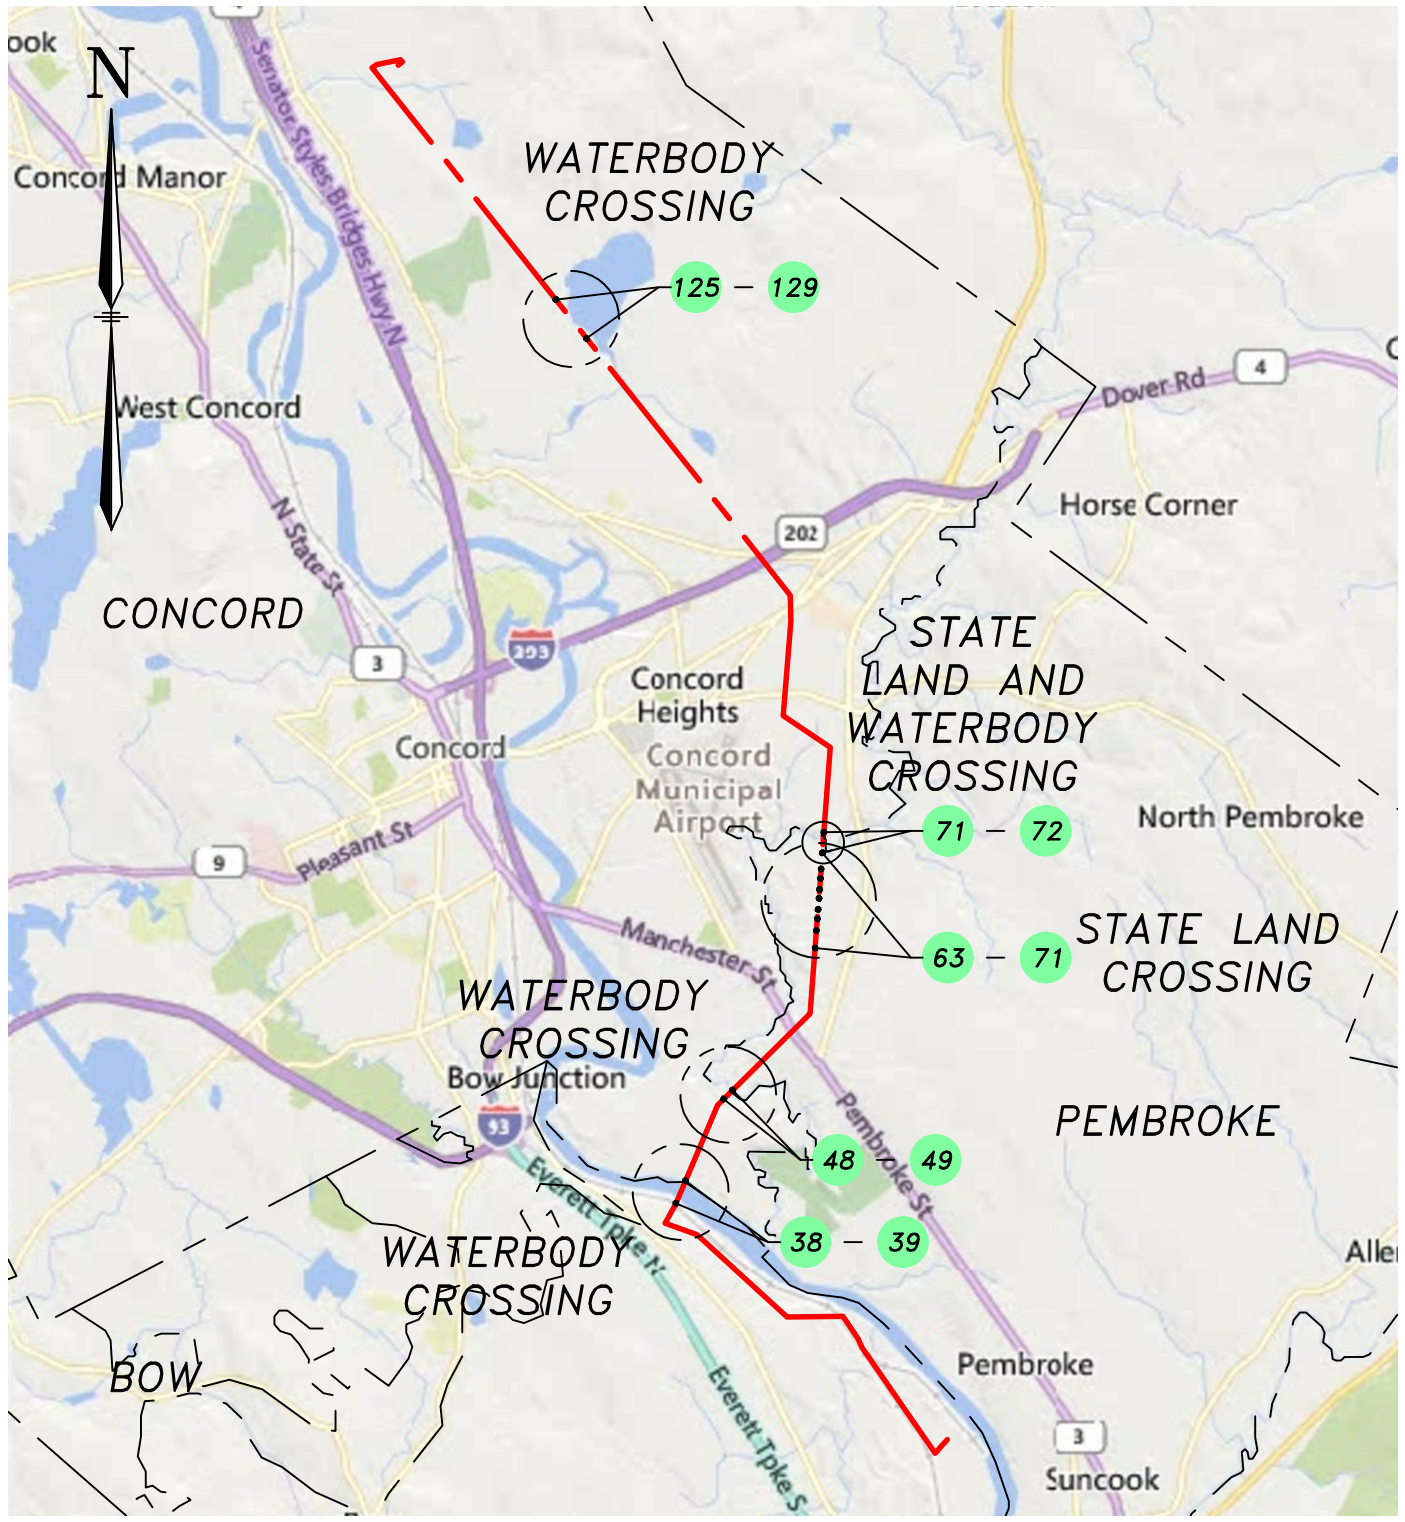 ook
N
Senator Styles Bridges Hwy N
Concord Manor
WATERBODY
CROSSING
125 - 129
4
Dover Rd
West Concord
N State St
202
Horse Corner
CONCORD
293
3
STATE
LAND AND
WATERBODY
CROSSING
Concord
Heights
Concord
Concord
Municipal
Airport
71 - 72
North Pembroke
Pleasant St
9
Manchester St
63 - 71
STATE LAND
CROSSING
WATERBODY
CROSSING
Bow Junction
93
Pembroke St
PEMBROKE
48 - 49
Everett Tpke N
38 - 39
WATERBODY
CROSSING
Aller
BOW
Pembroke
Everett Tpke S
3
Suncook